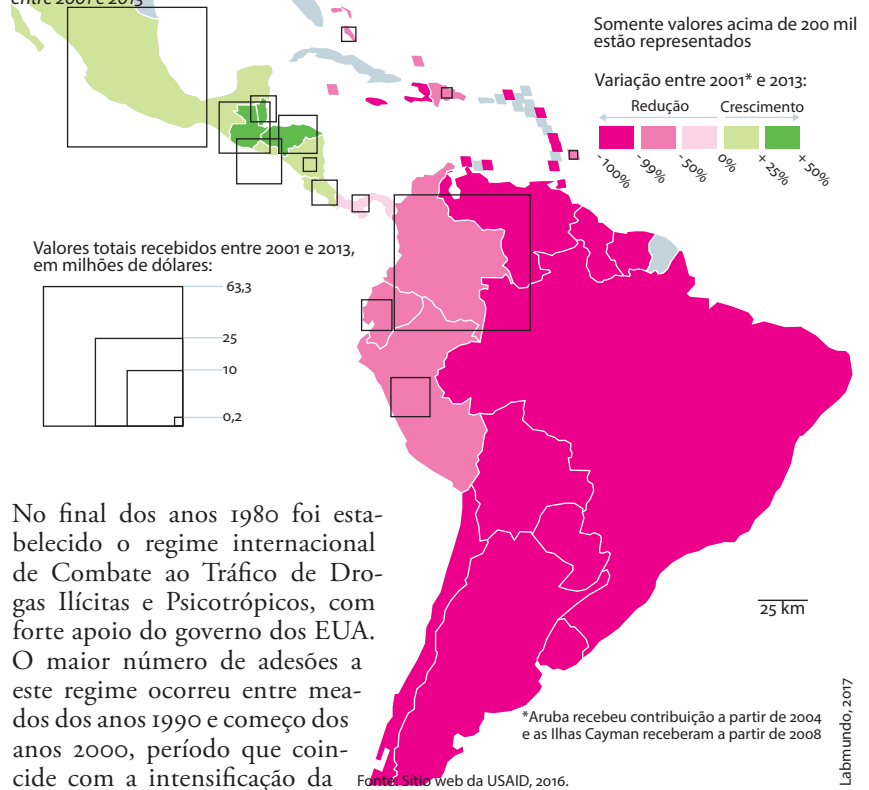 entre 2001 e 2013
Somente valores acima de 200 mil
estão representados
Variação entre 2001* e 2013:
Redução Crescimento
-100% -99% -50% 0% +25% +50%
Valores totais recebidos entre 2001 e 2013,
em milhões de dólares:
63,3
25
10
0,2
No final dos anos 1980 foi esta-
belecido o regime internacional
de Combate ao Tráfico de Dro-
gas Ilícitas e Psicotrópicos, com
forte apoio do governo dos EUA.
O maior número de adesões a
este regime ocorreu entre mea-
dos dos anos 1990 e começo dos
anos 2000, período que coin-
cide com a intensificação da
25 km
*Aruba recebeu contribuição a partir de 2004
e as Ilhas Cayman receberam a partir de 2008
Fonte: Sítio web da USAID, 2016.
Labmundo, 2017